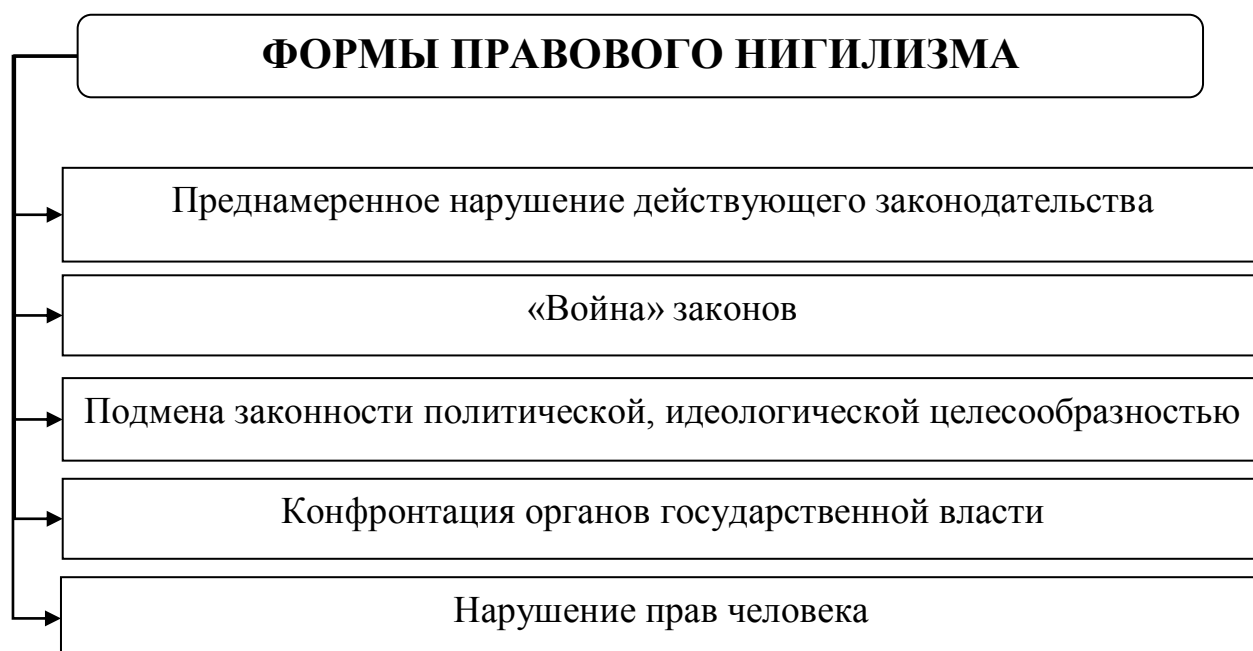 ФОРМЫ ПРАВОВОГО НИГИЛИЗМА
Преднамеренное нарушение действующего законодательства
«Война» законов
Подмена законности политической, идеологической целесообразностью
Конфронтация органов государственной власти
Нарушение прав человека